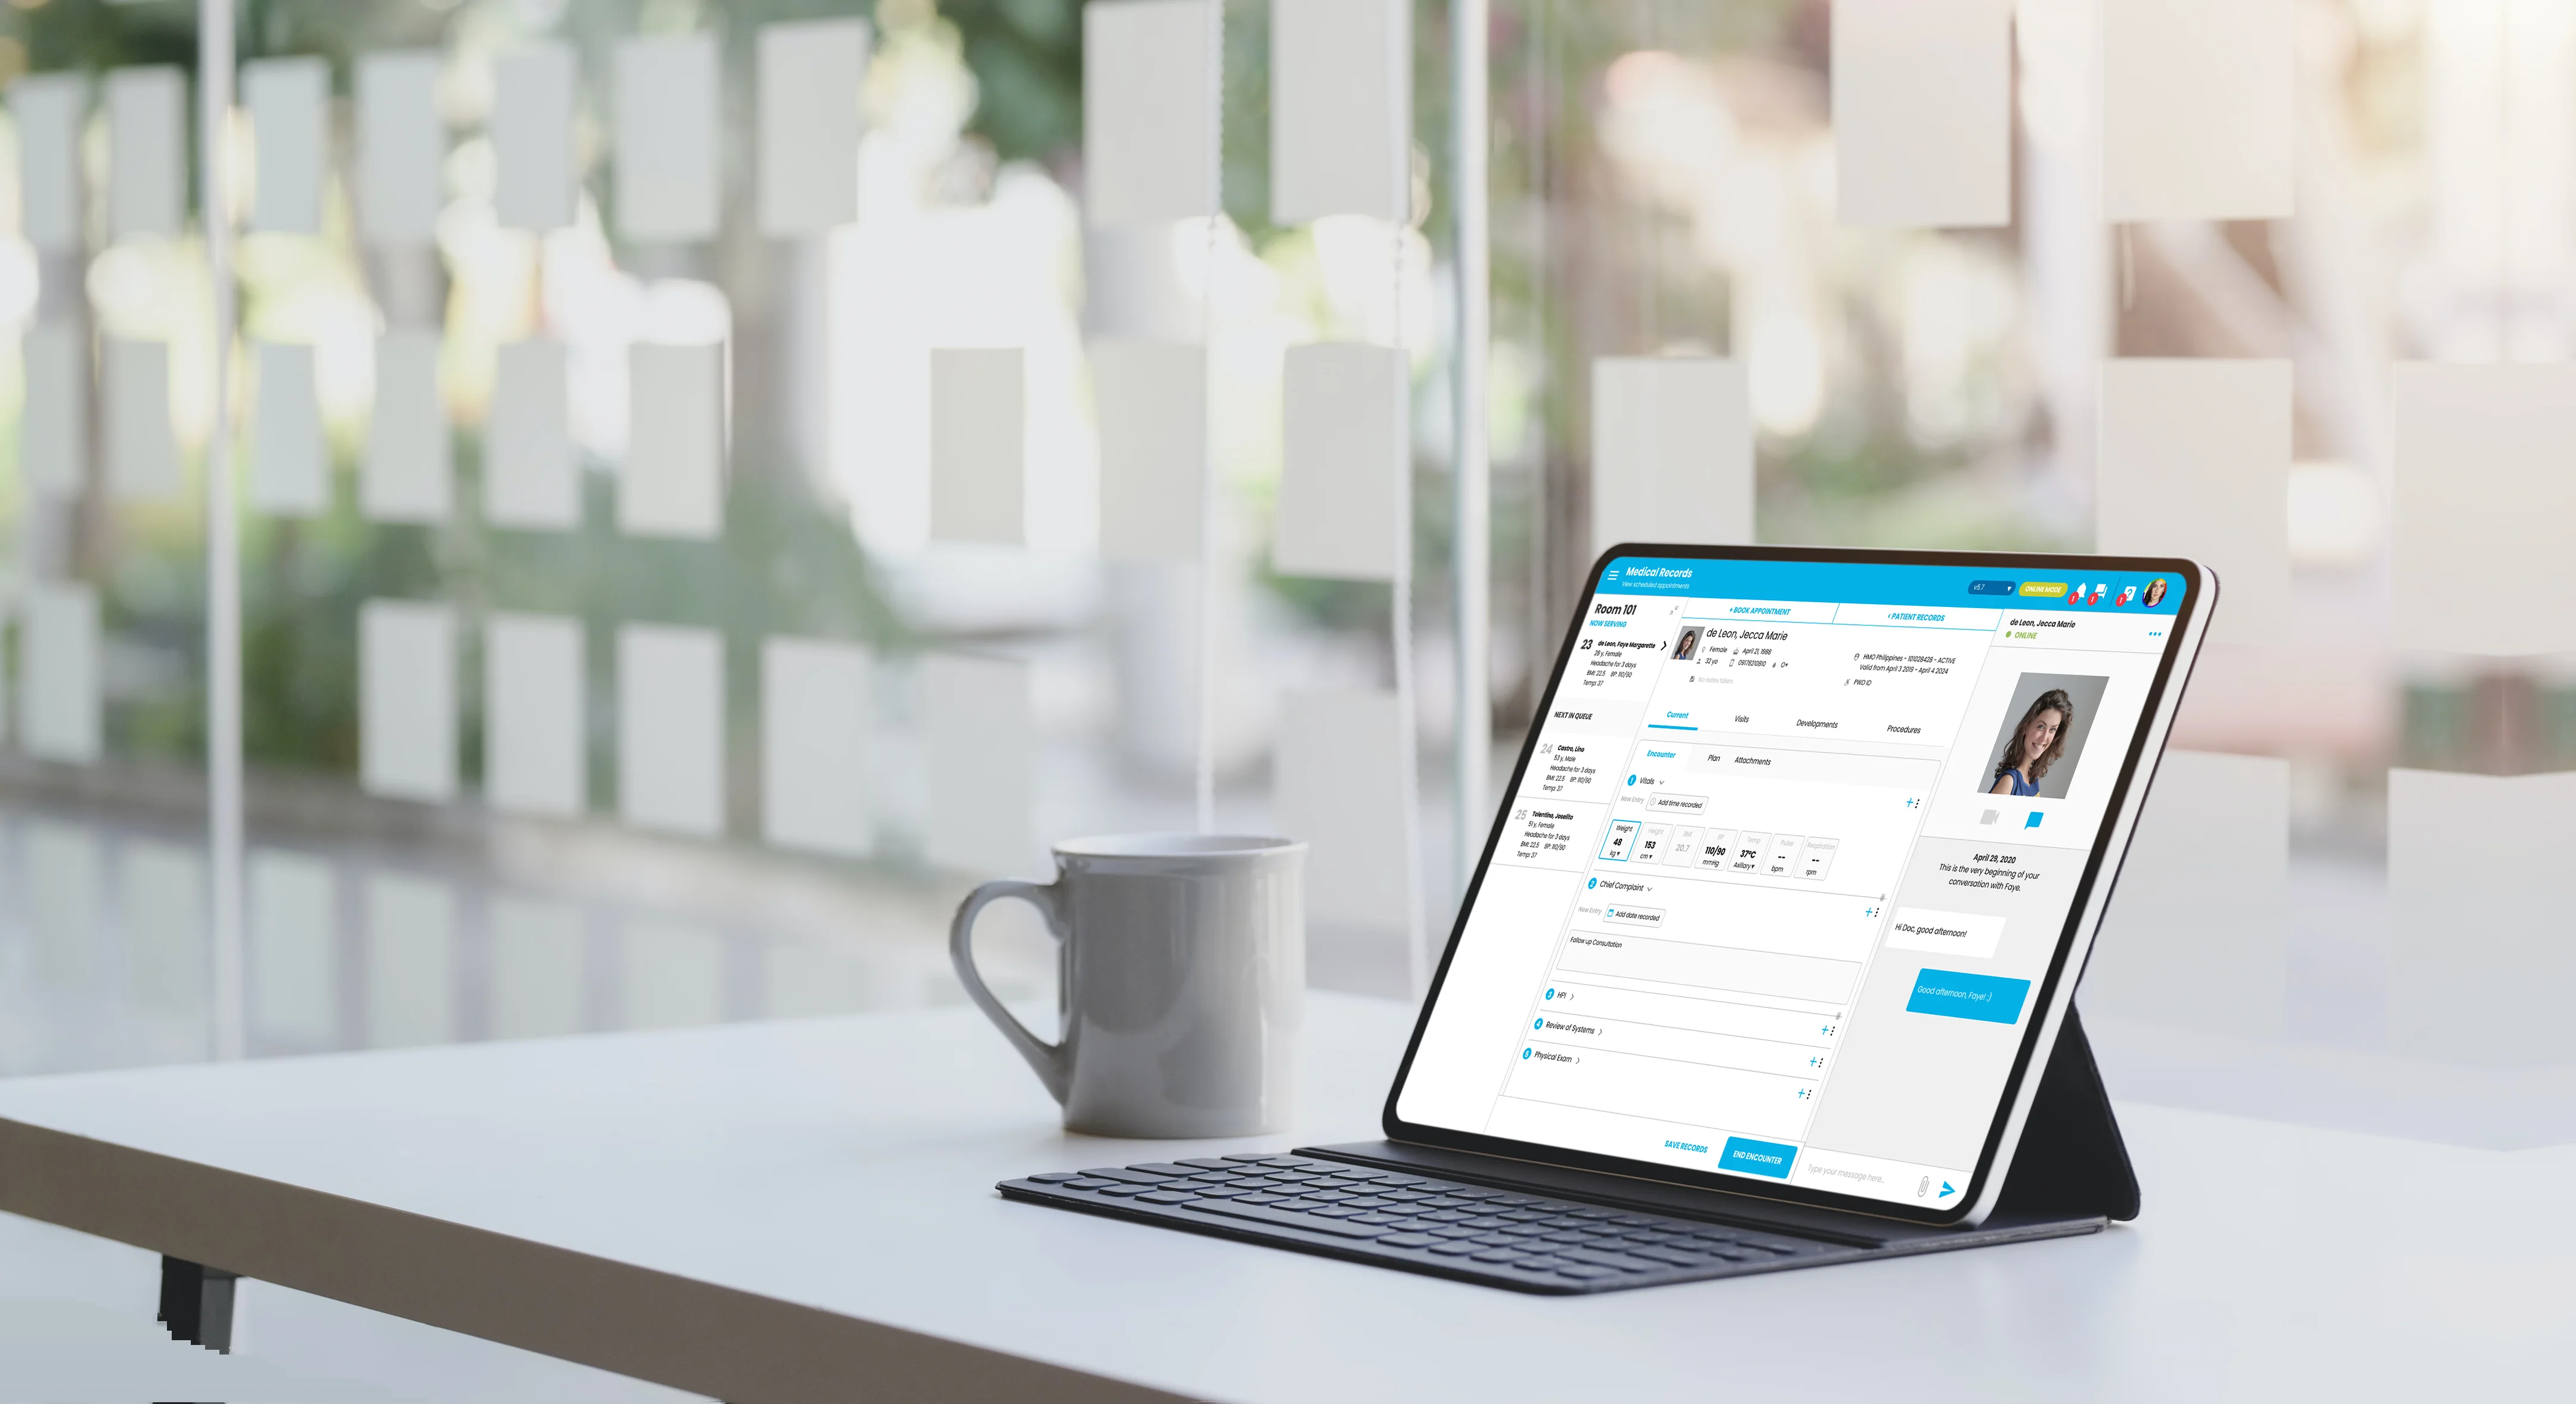 Medical Records
View scheduled appointments
v5.7
ONLINE MODE
Room 101
NOW SERVING
23 de Leon, Faye Margarette
Headache for 3 days
BMI: 22.5 BP: 110/90
Temp: 37
NEXT IN QUEUE
24 Castro, Lino
53 y, Male
Headache for 3 days
BMI: 22.5 BP: 110/90
Temp: 37
25 Tolentino,
51 y, Female
Headache for 3 days
BMI: 22.5 BP: 110/90
Temp: 37
+ BOOK APPOINTMENT
PATIENT RECORDS
de Leon, Jecca Marie
Female April 21, 1988
32 yo 09178210810 O+
No notes taken.
HMO Philippines - 101028428 - ACTIVE
Valid from April 3 2019 - April 4 2024
PWD ID
Current
Visits
Developments
Procedures
Encounter
Plan
Attachments
1 Vitals
New Entry Add time recorded
Weight Height BMI BP Temp Pulse Respiration
48 153 20.7 110/90 37°C -- --
kg cm mmHg Axillary bpm rpm
2 Chief Complaint
New Entry Add date recorded
Follow up Consultation
3 HPI
4 Review of Systems
5 Physical Exam
SAVE RECORDS
END ENCOUNTER
de Leon, Jecca Marie
ONLINE
April 29, 2020
This is the very beginning of your
conversation with Faye.
Hi Doc, good afternoon!
Good afternoon, Faye! :)
Type your message here...